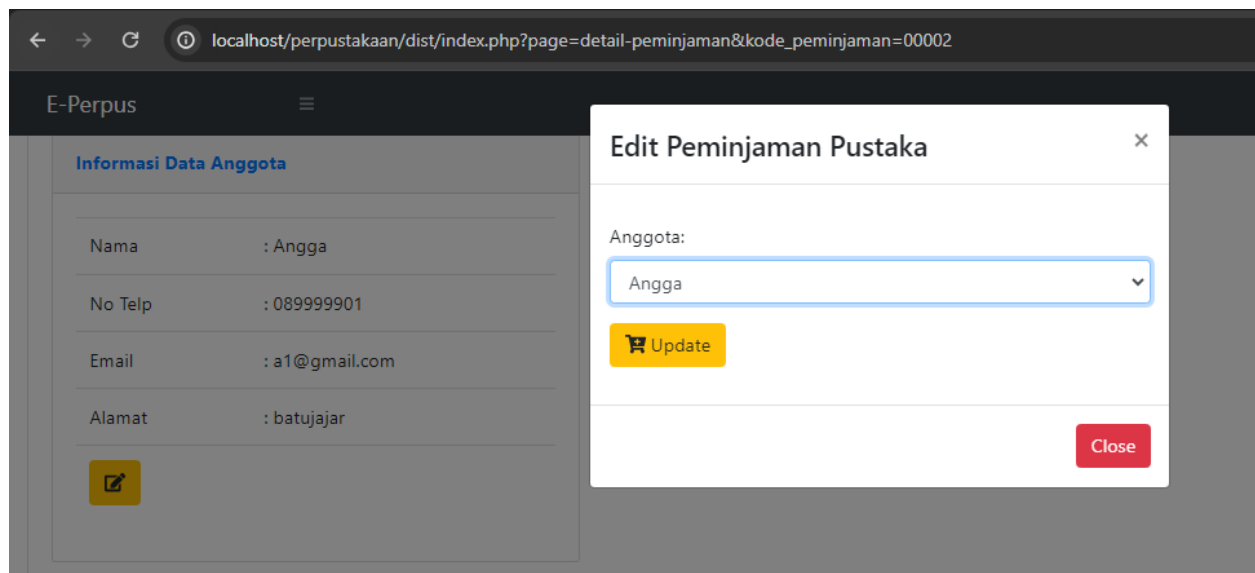 localhost/perpustakaan/dist/index.php?page=detail-peminjaman&kode_peminjaman=00002
E-Perpus
Informasi Data Anggota
Nama : Angga
No Telp : 089999901
Email : a1@gmail.com
Alamat : batujajar
Edit Peminjaman Pustaka ×
Anggota:
Angga
Update
Close